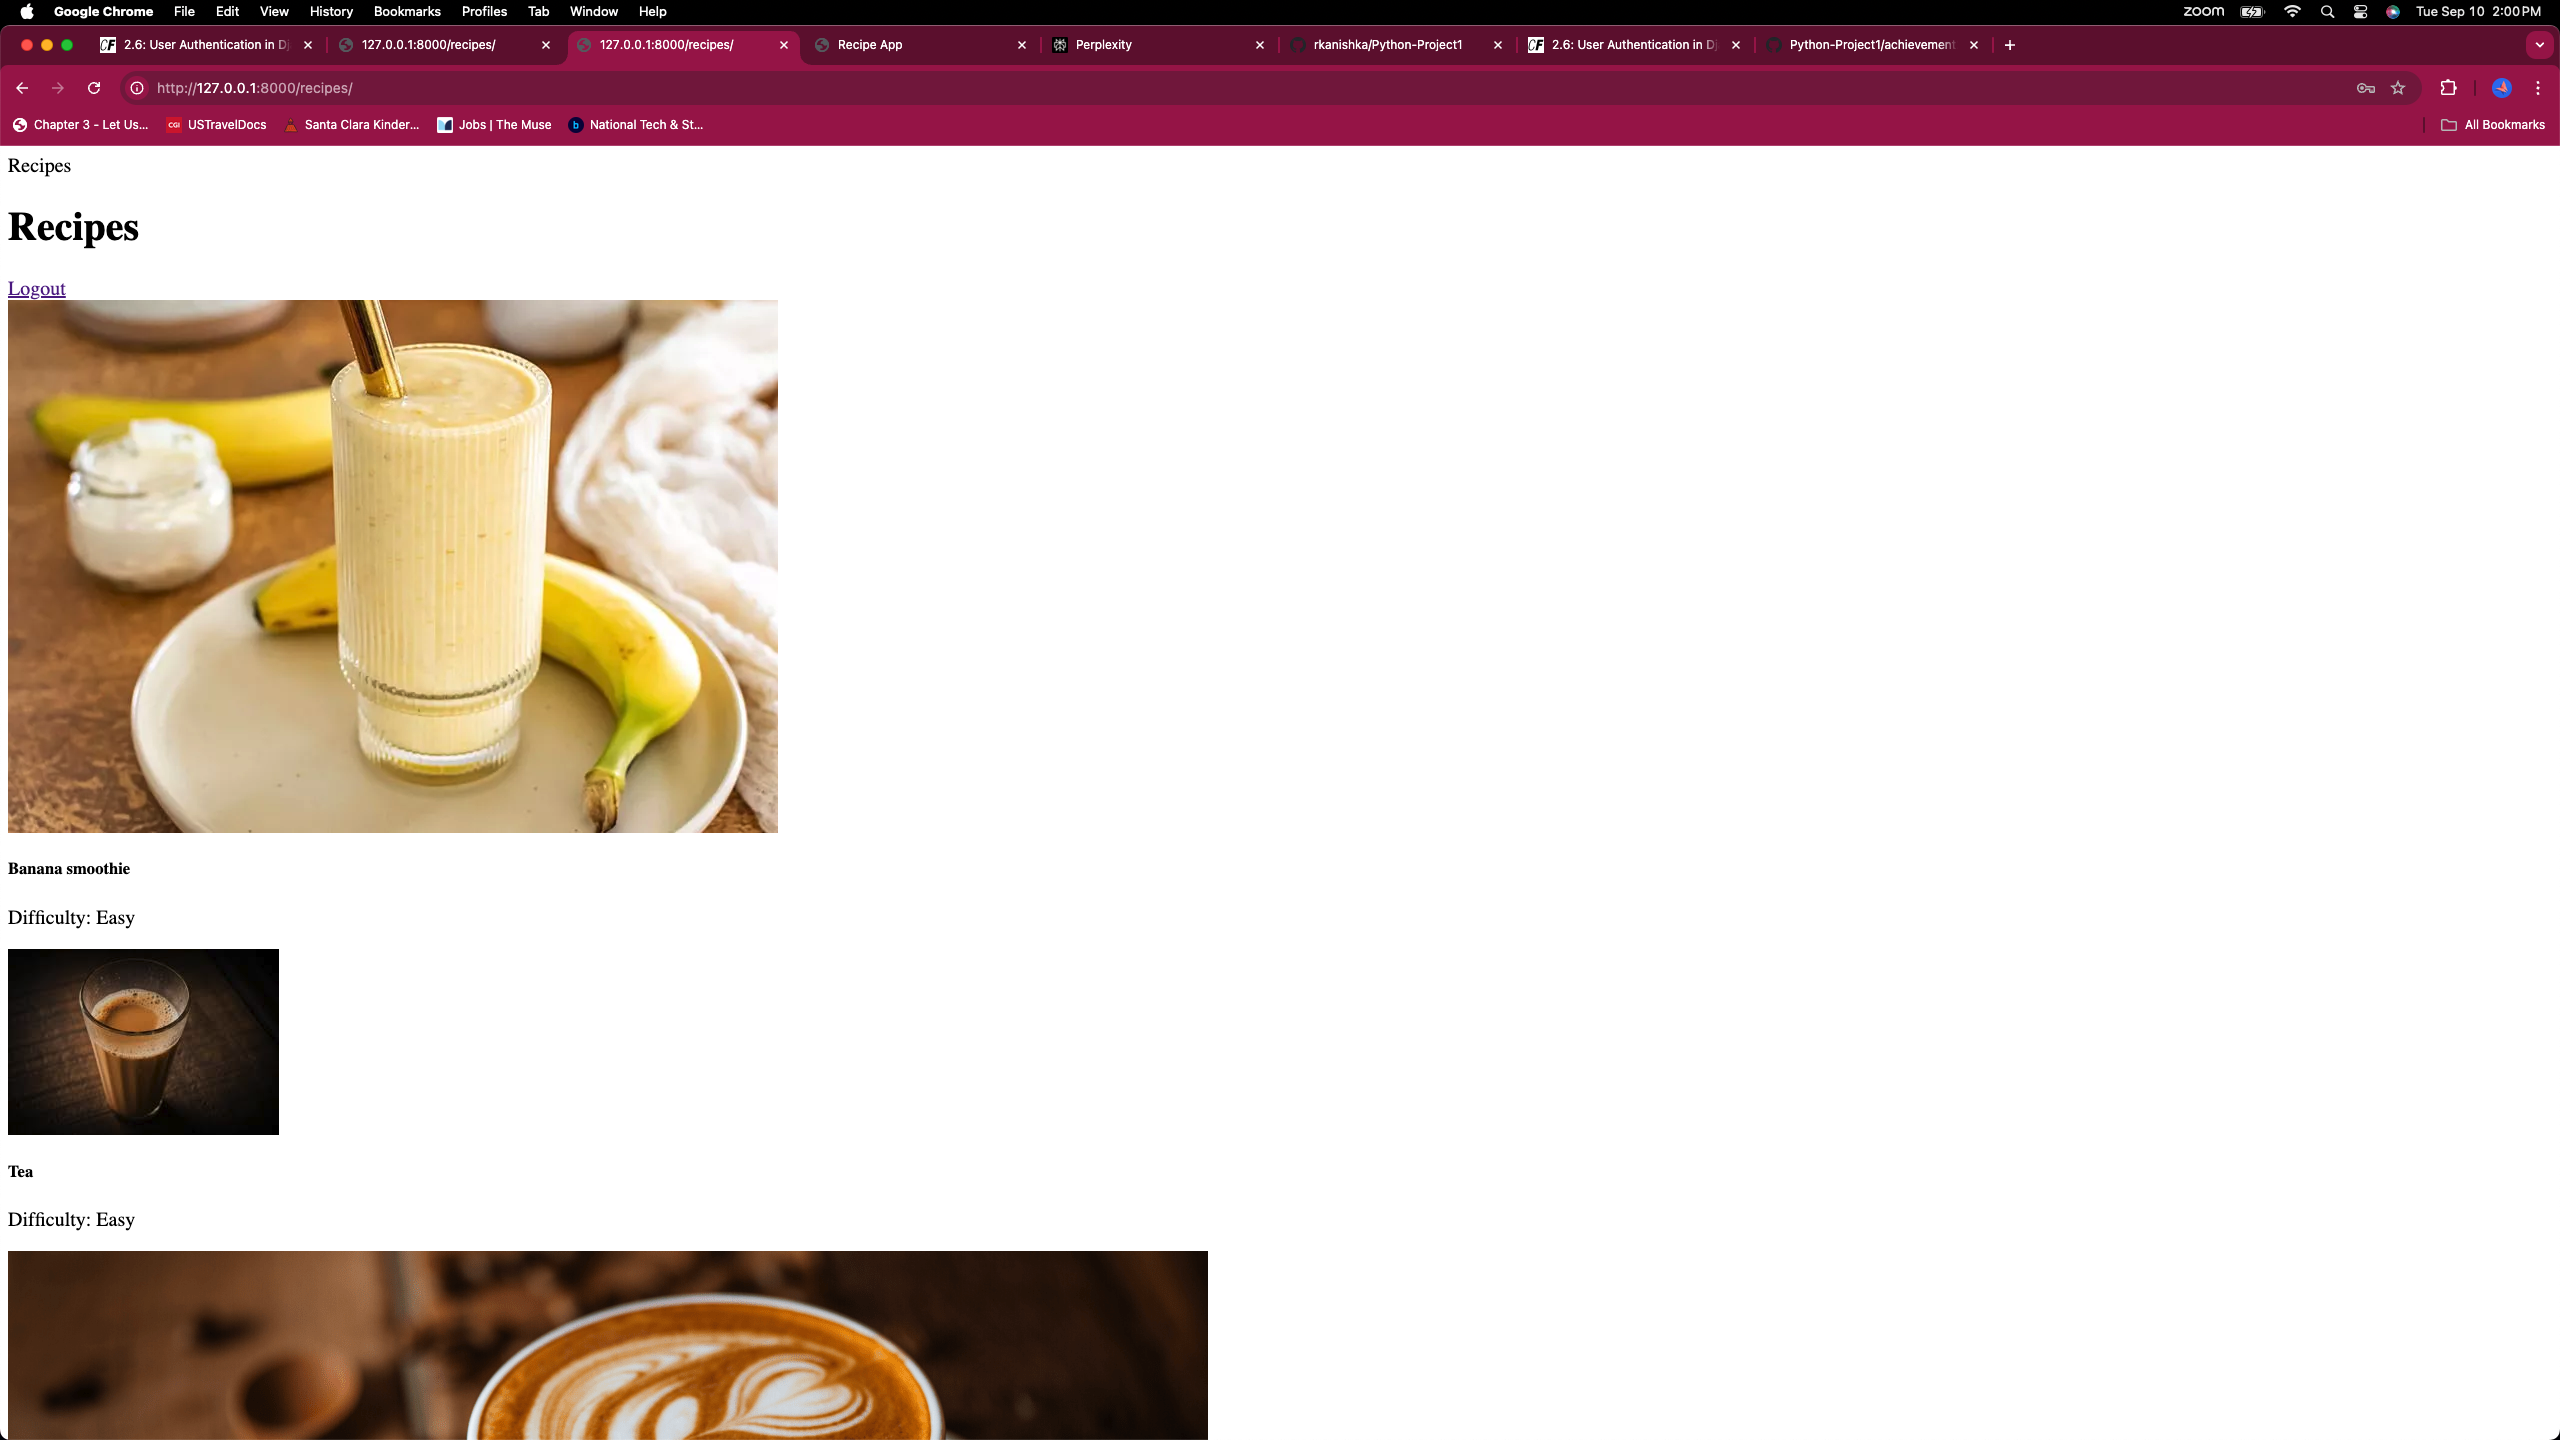 Google Chrome File Edit View History Bookmarks Profiles Tab Window Help zoom Tue Sep 10 2:00 PM
2.6: User Authentication in Dj 127.0.0.1:8000/recipes/ 127.0.0.1:8000/recipes/ Recipe App Perplexity rkanishka/Python-Project1 CF 2.6: User Authentication in Dj Python-Project1/achievement
http://127.0.0.1:8000/recipes/
Chapter 3 - Let Us... CGI USTravelDocs Santa Clara Kinder... Jobs | The Muse b National Tech & St... All Bookmarks
Recipes
Recipes
Logout
Banana smoothie
Difficulty: Easy
Tea
Difficulty: Easy